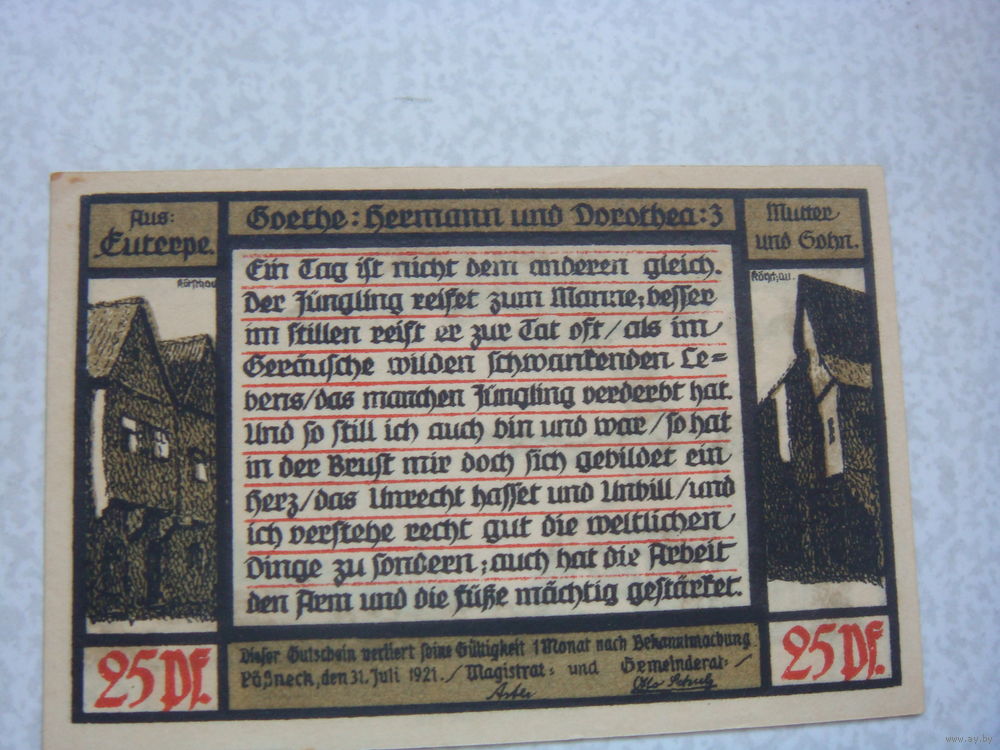 Aus:
Euterpe.
Goethe: Hermann und Dorothea: 3
Mutter
und Sohn.
Ein Tag ist nicht dem anderen gleich.
Der Jüngling reifet zum Manne; besser
im stillen reift er zur Tat oft/als im
Geräusche wilden schwankenden Le=
bens/das manchen Jüngling verderbt hat.
Und so still ich auch bin und war/so hat
in der Brust mir doch sich gebildet ein
Herz/das Unrecht hasset und Unbill/und
ich verstehe recht gut die weltlichen
Dinge zu sondern; auch hat die Arbeit
den Arm und die Füße mächtig gestärket.
25 Pf.
Dieser Gutschein verliert seine Gültigkeit 1 Monat nach Bekanntmachung
Pößneck, den 31. Juli 1921. / Magistrat= und Gemeinderat=/
25 Pf.
www.ay.by